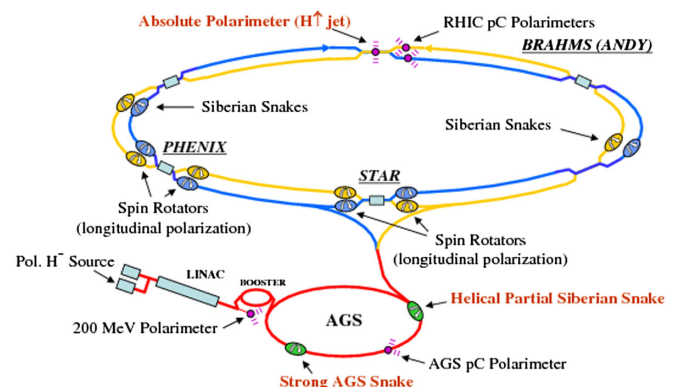 Absolute Polarimeter (H↑ jet)
RHIC pC Polarimeters
BRAHMS (ANDY)
Siberian Snakes
Siberian Snakes
PHENIX
STAR
Spin Rotators
(longitudinal polarization)
Spin Rotators
(longitudinal polarization)
Pol. H⁻ Source
LINAC
BOOSTER
Helical Partial Siberian Snake
AGS
200 MeV Polarimeter
AGS pC Polarimeter
Strong AGS Snake